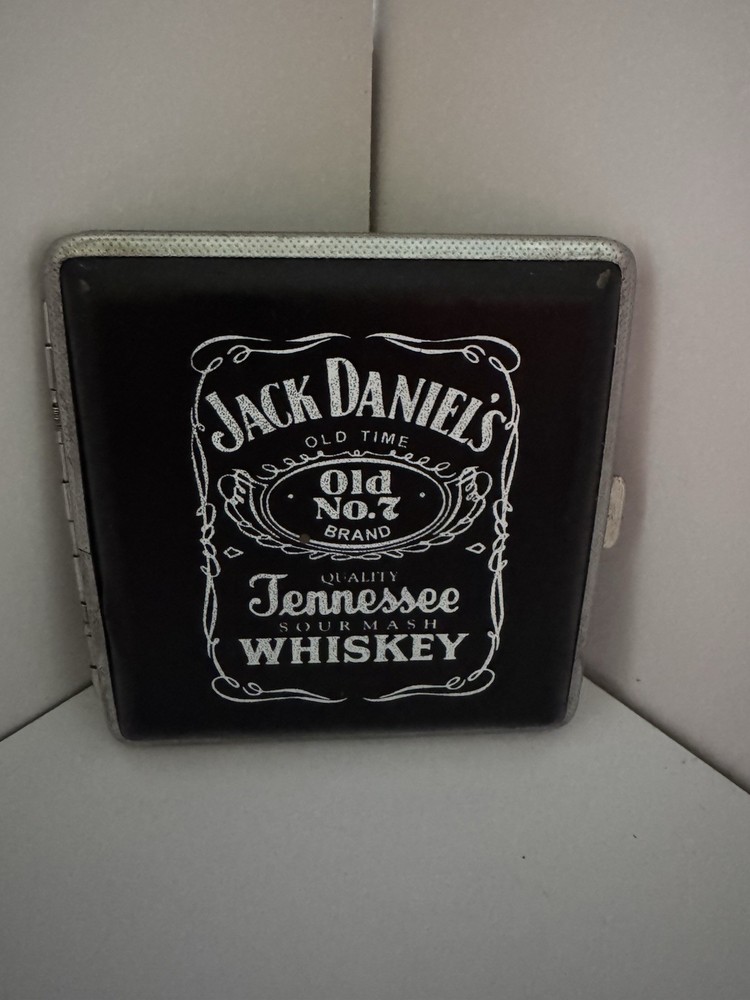 JACK DANIEL'S
OLD TIME
Old
No.7
BRAND
QUALITY
Tennessee
SOUR MASH
WHISKEY